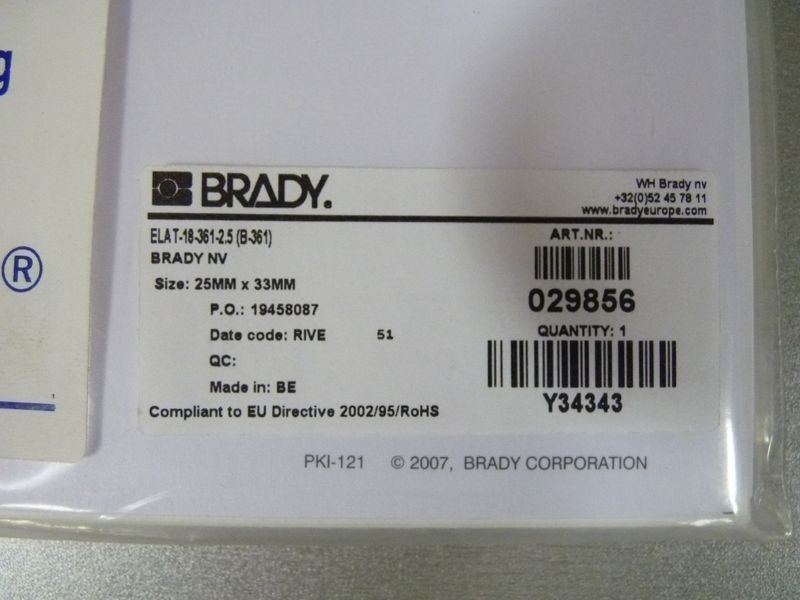 g
®
BRADY.
WH Brady nv
+32(0)52 45 78 11
www.bradyeurope.com
ELAT-18-361-2.5 (B-361)
BRADY NV
Size: 25MM x 33MM
P.O.: 19458087
Date code: RIVE 51
QC:
Made in: BE
Compliant to EU Directive 2002/95/RoHS
ART.NR.:
029856
QUANTITY: 1
Y34343
PKI-121 © 2007, BRADY CORPORATION